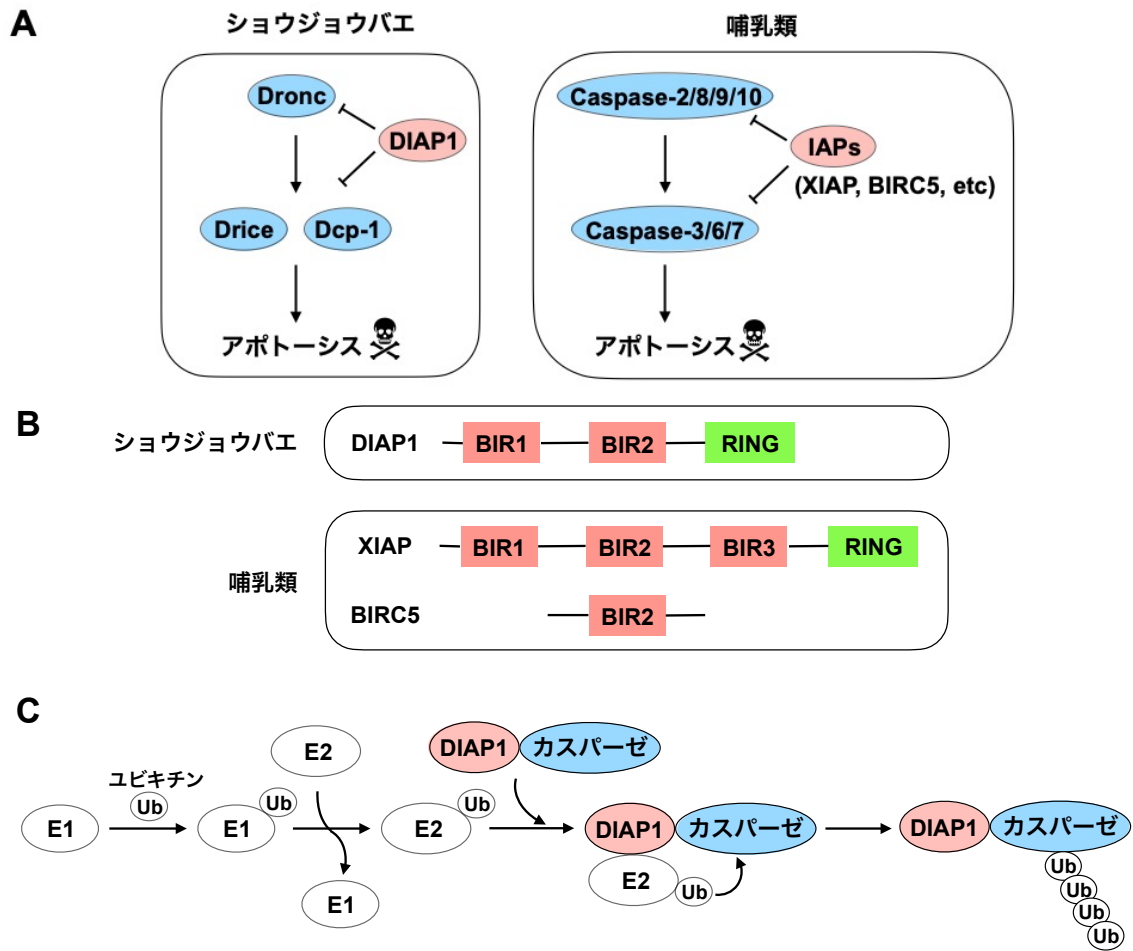 A
ショウジョウバエ
哺乳類
Dronc
DIAP1
Drice
Dcp-1
アポトーシス
Caspase-2/8/9/10
IAPs
(XIAP, BIRC5, etc)
Caspase-3/6/7
アポトーシス
B
ショウジョウバエ
DIAP1 BIR1 BIR2 RING
哺乳類
XIAP BIR1 BIR2 BIR3 RING
BIRC5 BIR2
C
E1
ユビキチン
Ub
E1 Ub
E2
E1
E2 Ub
DIAP1 カスパーゼ
DIAP1 カスパーゼ
E2 Ub
DIAP1 カスパーゼ
Ub
Ub
Ub
Ub